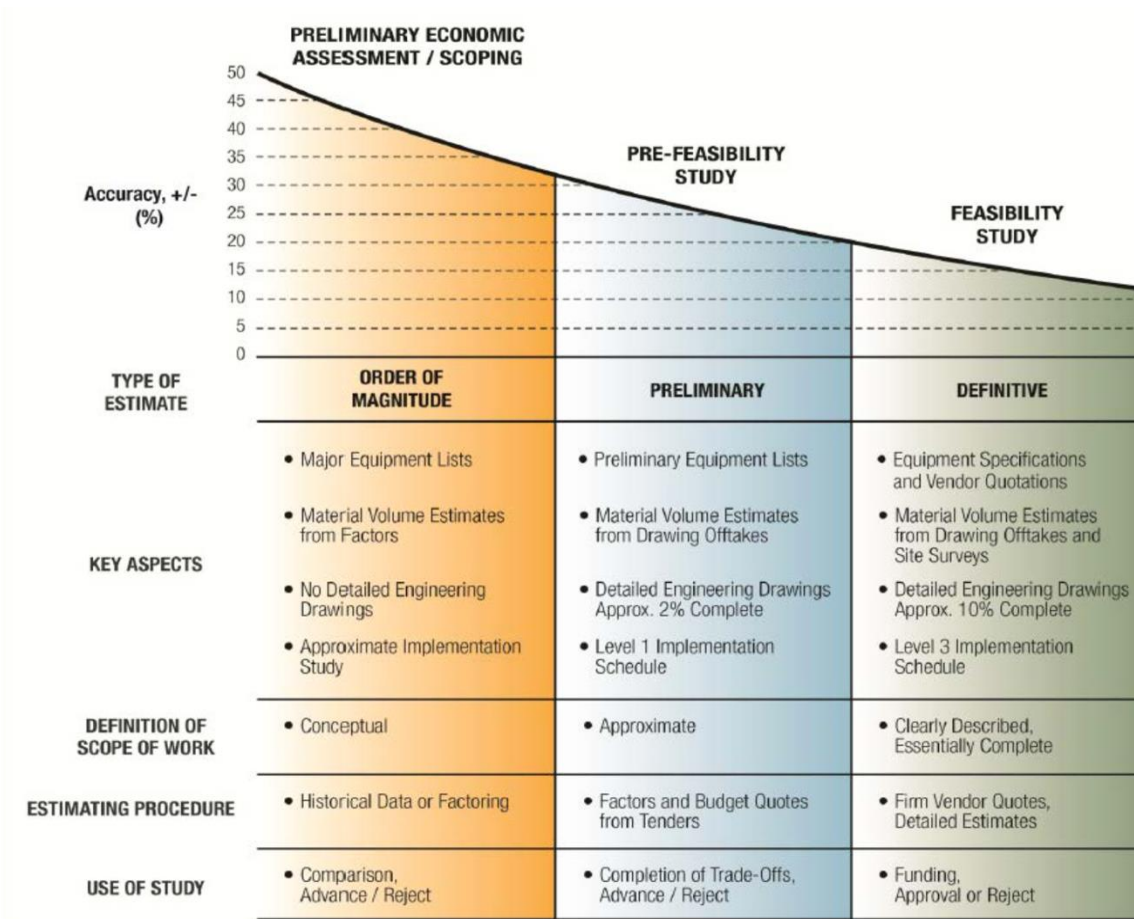 PRELIMINARY ECONOMIC
ASSESSMENT / SCOPING
50
45
40
35
30
25
20
15
10
5
0
Accuracy, +/-
(%)
PRE-FEASIBILITY
STUDY
FEASIBILITY
STUDY
TYPE OF
ESTIMATE
ORDER OF
MAGNITUDE
PRELIMINARY
DEFINITIVE
KEY ASPECTS
• Major Equipment Lists
• Material Volume Estimates
from Factors
• No Detailed Engineering
Drawings
• Approximate Implementation
Study
• Preliminary Equipment Lists
• Material Volume Estimates
from Drawing Offtakes
• Detailed Engineering Drawings
Approx. 2% Complete
• Level 1 Implementation
Schedule
• Equipment Specifications
and Vendor Quotations
• Material Volume Estimates
from Drawing Offtakes and
Site Surveys
• Detailed Engineering Drawings
Approx. 10% Complete
• Level 3 Implementation
Schedule
DEFINITION OF
SCOPE OF WORK
• Conceptual
• Approximate
• Clearly Described,
Essentially Complete
ESTIMATING PROCEDURE
• Historical Data or Factoring
• Factors and Budget Quotes
from Tenders
• Firm Vendor Quotes,
Detailed Estimates
USE OF STUDY
• Comparison,
Advance / Reject
• Completion of Trade-Offs,
Advance / Reject
• Funding,
Approval or Reject